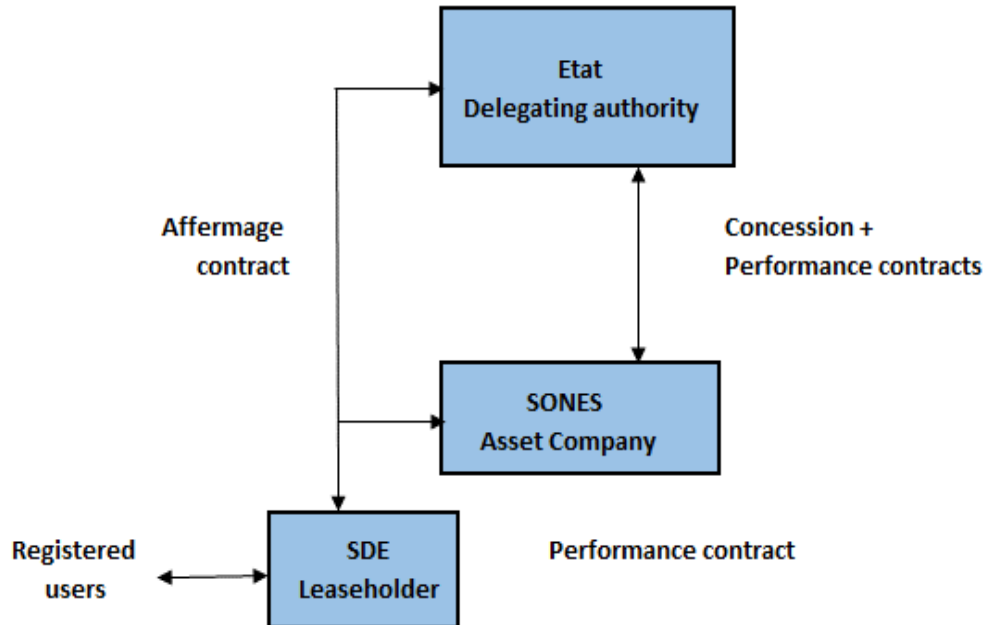 Etat
Delegating authority
Affermage
contract
Concession +
Performance contracts
SONES
Asset Company
Registered
users
SDE
Leaseholder
Performance contract